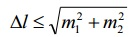 Δl ≤ √(m₁² + m₂²)